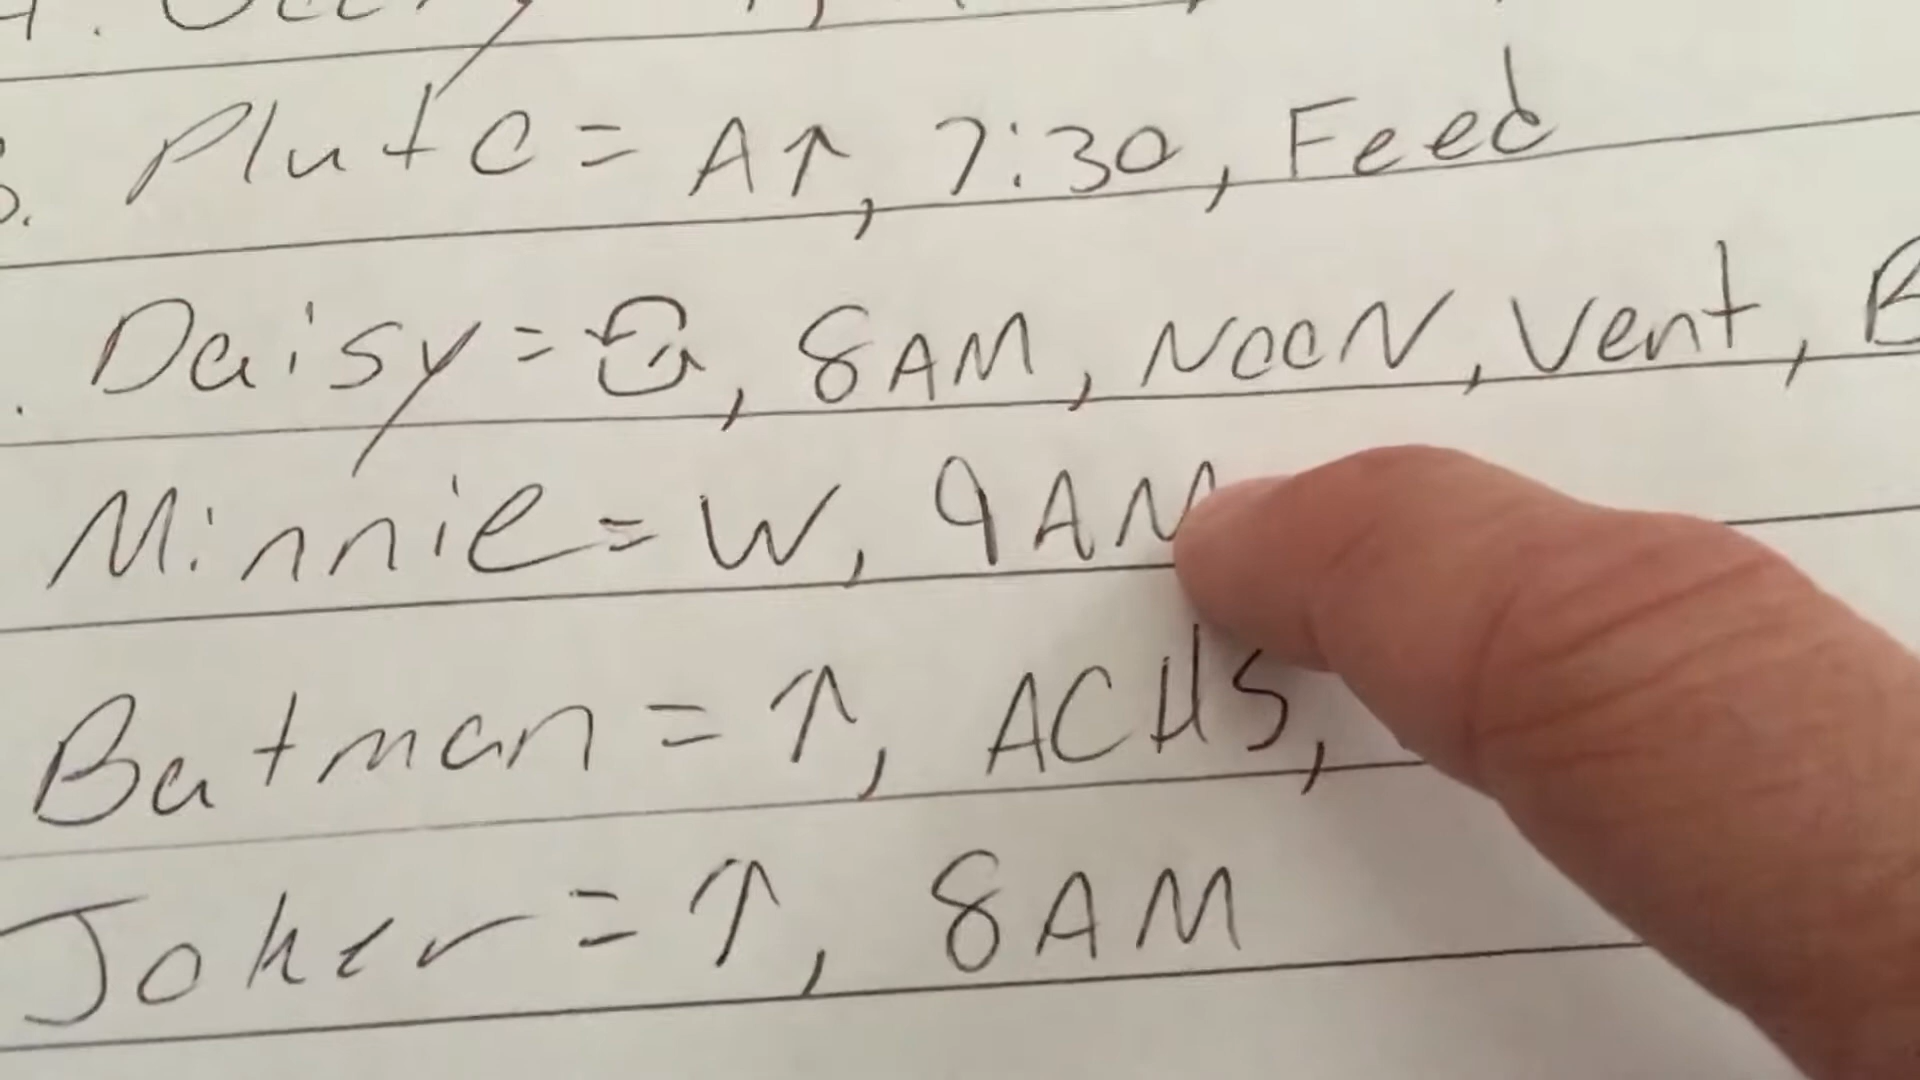 Pluto = A↑, 7:30, Feed
Daisy = , 8AM, NOON, Vent, B
Minnie = W, 9AM
Batman = ↑, ACHS,
Joker = ↑, 8AM